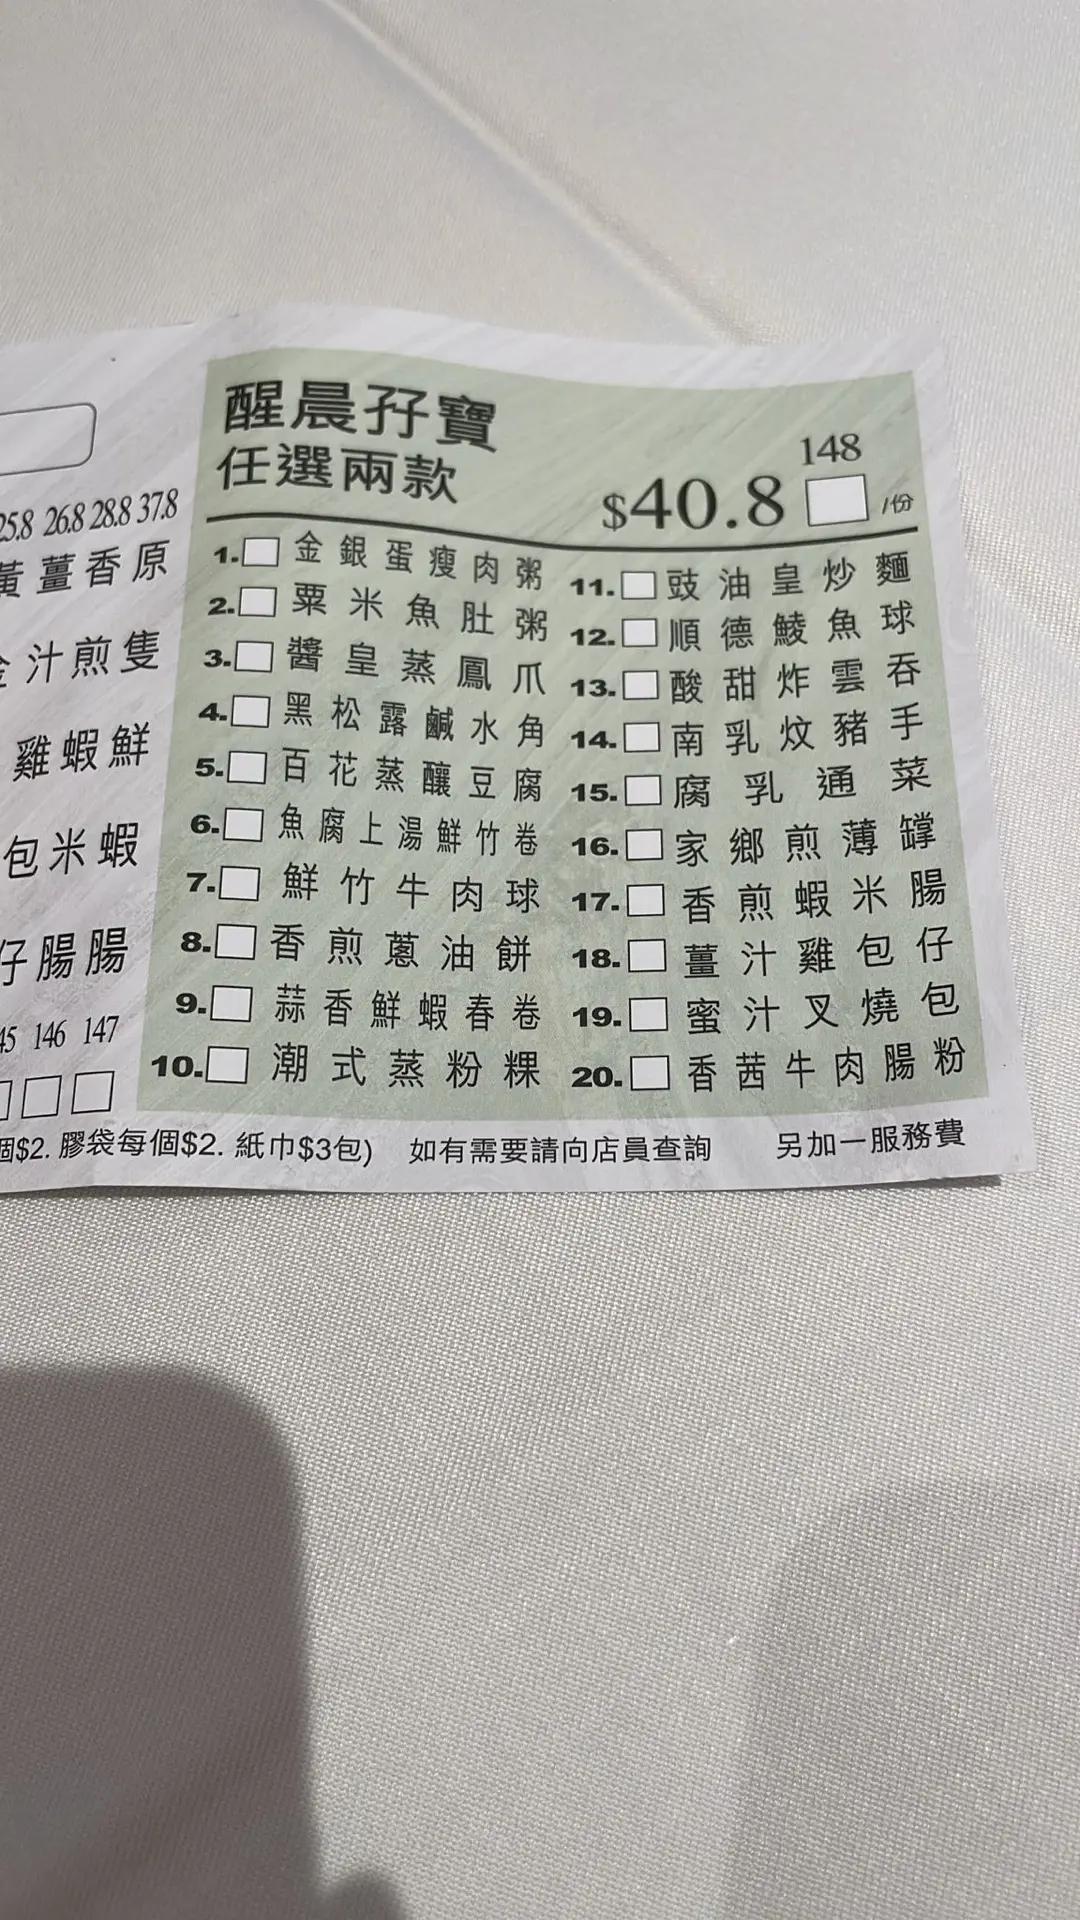 醒晨孖寶
任選兩款
148
$40.8 /份
1. 金銀蛋瘦肉粥
2. 粟米魚肚粥
3. 醬皇蒸鳳爪
4. 黑松露鹹水角
5. 百花蒸釀豆腐
6. 魚腐上湯鮮竹卷
7. 鮮竹牛肉球
8. 香煎蔥油餅
9. 蒜香鮮蝦春卷
10. 潮式蒸粉粿
11. 豉油皇炒麵
12. 順德鯪魚球
13. 酸甜炸雲吞
14. 南乳炆豬手
15. 腐乳通菜
16. 家鄉煎薄罉
17. 香煎蝦米腸
18. 薑汁雞包仔
19. 蜜汁叉燒包
20. 香茜牛肉腸粉
25.8 26.8 28.8 37.8
黃薑香原
汁煎隻
雞蝦鮮
包米蝦
仔腸腸
45 146 147
個$2. 膠袋每個$2. 紙巾$3包) 如有需要請向店員查詢 另加一服務費